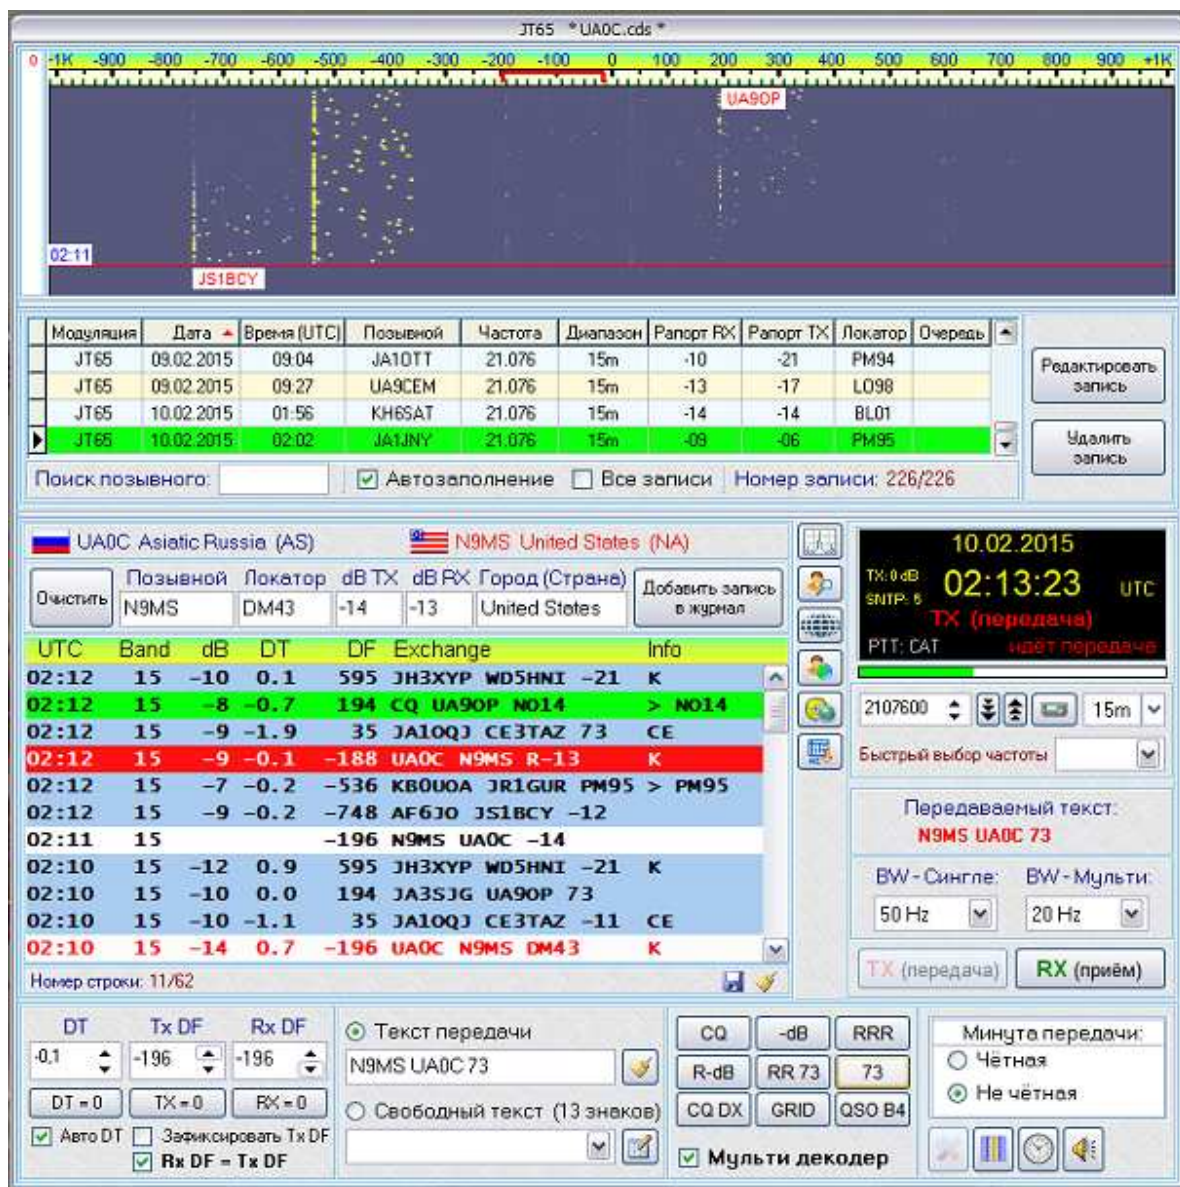 JT65 *UA0C.cds *
0 -1K -900 -800 -700 -600 -500 -400 -300 -200 -100 0 100 200 300 400 500 600 700 800 900 +1K
UA9OP
02:11
JS1BCY
Модуляция Дата Время (UTC) Позывной Частота Диапазон Рапорт RX Рапорт TX Локатор Очередь
JT65 09.02.2015 09:04 JA1OTT 21.076 15m -10 -21 PM94
JT65 09.02.2015 09:27 UA9CEM 21.076 15m -13 -17 LO98
JT65 10.02.2015 01:56 KH6SAT 21.076 15m -14 -14 BL01
JT65 10.02.2015 02:02 JA1JNY 21.076 15m -09 -06 PM95
Редактировать запись
Удалить запись
Поиск позывного: Автозаполнение Все записи Номер записи: 226/226
UA0C Asiatic Russia (AS) N9MS United States (NA)
Очистить
Позывной Локатор dB TX dB RX Город (Страна)
N9MS DM43 -14 -13 United States
Добавить запись в журнал
UTC Band dB DT DF Exchange Info
02:12 15 -10 0.1 595 JH3XYP WD5HNI -21 K
02:12 15 -8 -0.7 194 CQ UA9OP NO14 > NO14
02:12 15 -9 -1.9 35 JA1OQJ CE3TAZ 73 CE
02:12 15 -9 -0.1 -188 UA0C N9MS R-13 K
02:12 15 -7 -0.2 -536 KB0UOA JR1GUR PM95 > PM95
02:12 15 -9 -0.2 -748 AF6JO JS1BCY -12
02:11 15 -196 N9MS UA0C -14
02:10 15 -12 0.9 595 JH3XYP WD5HNI -21 K
02:10 15 -10 0.0 194 JA3SJG UA9OP 73
02:10 15 -10 -1.1 35 JA1OQJ CE3TAZ -11 CE
02:10 15 -14 0.7 -196 UA0C N9MS DM43 K
Номер строки: 11/62
10.02.2015
TX: 0 dB
SNTP: 6
02:13:23 UTC
TX (передача)
PTT: CAT идёт передача
2107600 15m
Быстрый выбор частоты
Передаваемый текст:
N9MS UA0C 73
BW - Сингле: BW - Мульти:
50 Hz 20 Hz
TX (передача) RX (приём)
DT Tx DF Rx DF
-0,1 -196 -196
DT = 0 TX = 0 RX = 0
Авто DT Зафиксировать Tx DF
Rx DF = Tx DF
Текст передачи
N9MS UA0C 73
Свободный текст (13 знаков)
CQ -dB RRR
R-dB RR 73 73
CQ DX GRID QSO B4
Мульти декодер
Минута передачи:
Чётная
Не чётная